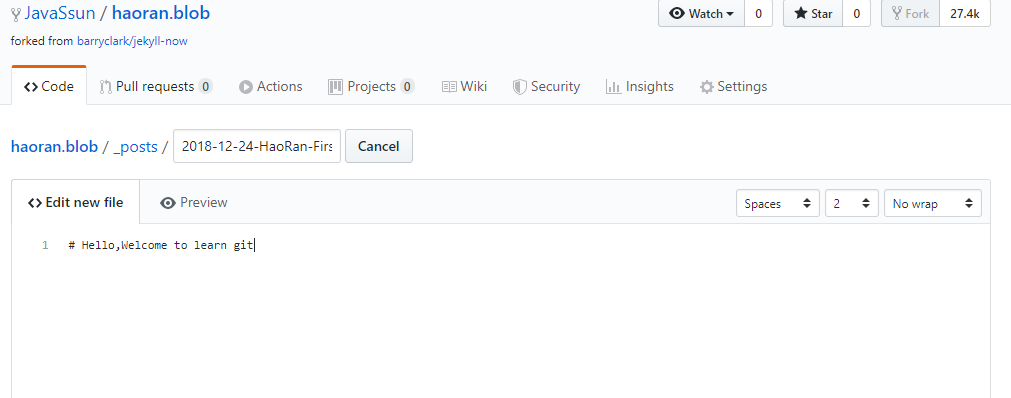 JavaSsun / haoran.blob
Watch 0 Star 0 Fork 27.4k
forked from barryclark/jekyll-now
Code Pull requests 0 Actions Projects 0 Wiki Security Insights Settings
haoran.blob / _posts / 2018-12-24-HaoRan-Firs Cancel
Edit new file Preview Spaces 2 No wrap
1 # Hello,Welcome to learn git